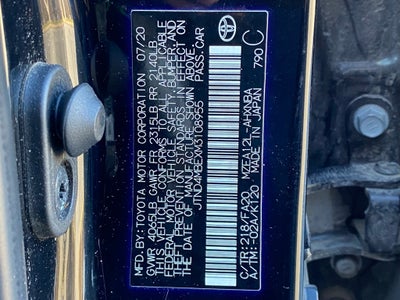 MFD. BY: TOYOTA MOTOR CORPORATION 07/20
GVWR 4065LB GAWR FR 2315LB RR 2140LB
THIS VEHICLE CONFORMS TO ALL APPLICABLE
FEDERAL MOTOR VEHICLE SAFETY, BUMPER, AND
THEFT PREVENTION STANDARDS IN EFFECT ON THE DATE
OF MANUFACTURE SHOWN ABOVE.
JTND4MBEXM3108955 PASS. CAR
C/TR: 218/FA20 MZEA12L-AHXNBA
A/TM: -02A/K120 MADE IN JAPAN 790
C